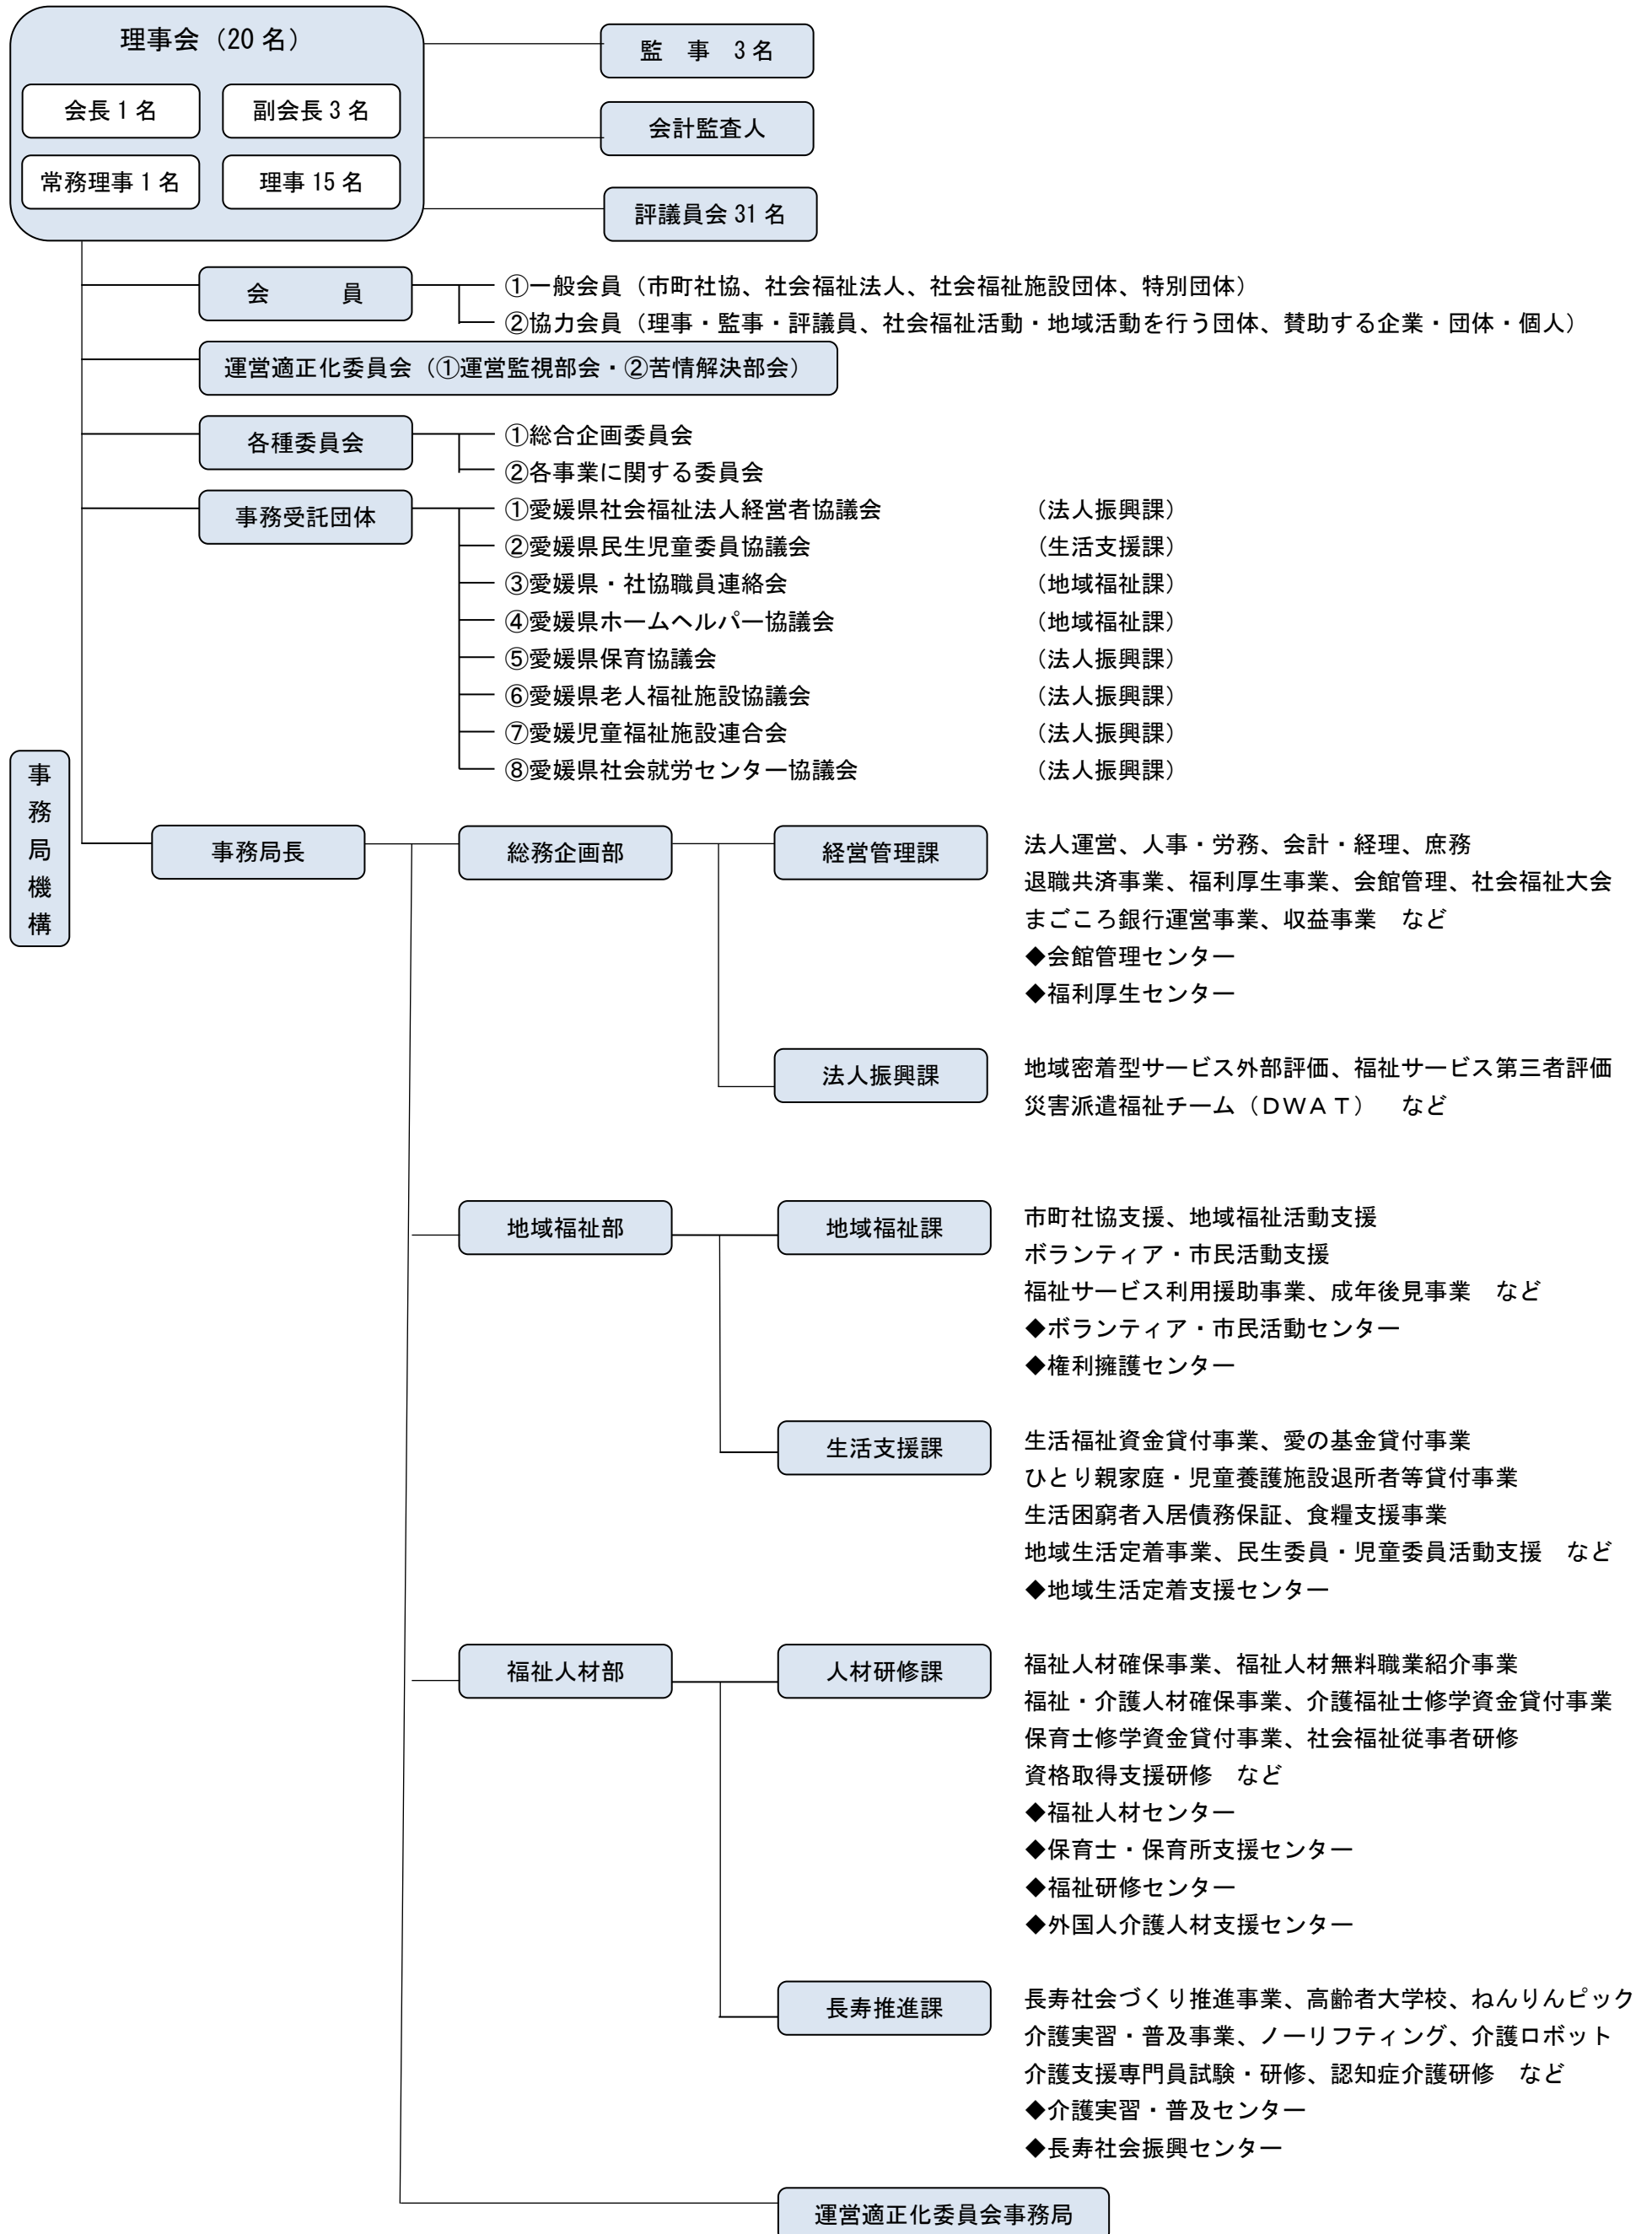 理事会（20名）
会長1名
副会長3名
常務理事1名
理事15名
監　事　3名
会計監査人
評議員会31名
会　　　員
①一般会員（市町社協、社会福祉法人、社会福祉施設団体、特別団体）
②協力会員（理事・監事・評議員、社会福祉活動・地域活動を行う団体、賛助する企業・団体・個人）
運営適正化委員会（①運営監視部会・②苦情解決部会）
各種委員会
①総合企画委員会
②各事業に関する委員会
事務受託団体
①愛媛県社会福祉法人経営者協議会　（法人振興課）
②愛媛県民生児童委員協議会　（生活支援課）
③愛媛県・社協職員連絡会　（地域福祉課）
④愛媛県ホームヘルパー協議会　（地域福祉課）
⑤愛媛県保育協議会　（法人振興課）
⑥愛媛県老人福祉施設協議会　（法人振興課）
⑦愛媛児童福祉施設連合会　（法人振興課）
⑧愛媛県社会就労センター協議会　（法人振興課）
事務局機構
事務局長
総務企画部
経営管理課
法人運営、人事・労務、会計・経理、庶務
退職共済事業、福利厚生事業、会館管理、社会福祉大会
まごころ銀行運営事業、収益事業　など
◆会館管理センター
◆福利厚生センター
法人振興課
地域密着型サービス外部評価、福祉サービス第三者評価
災害派遣福祉チーム（ＤＷＡＴ）　など
地域福祉部
地域福祉課
市町社協支援、地域福祉活動支援
ボランティア・市民活動支援
福祉サービス利用援助事業、成年後見事業　など
◆ボランティア・市民活動センター
◆権利擁護センター
生活支援課
生活福祉資金貸付事業、愛の基金貸付事業
ひとり親家庭・児童養護施設退所者等貸付事業
生活困窮者入居債務保証、食糧支援事業
地域生活定着事業、民生委員・児童委員活動支援　など
◆地域生活定着支援センター
福祉人材部
人材研修課
福祉人材確保事業、福祉人材無料職業紹介事業
福祉・介護人材確保事業、介護福祉士修学資金貸付事業
保育士修学資金貸付事業、社会福祉従事者研修
資格取得支援研修　など
◆福祉人材センター
◆保育士・保育所支援センター
◆福祉研修センター
◆外国人介護人材支援センター
長寿推進課
長寿社会づくり推進事業、高齢者大学校、ねんりんピック
介護実習・普及事業、ノーリフティング、介護ロボット
介護支援専門員試験・研修、認知症介護研修　など
◆介護実習・普及センター
◆長寿社会振興センター
運営適正化委員会事務局